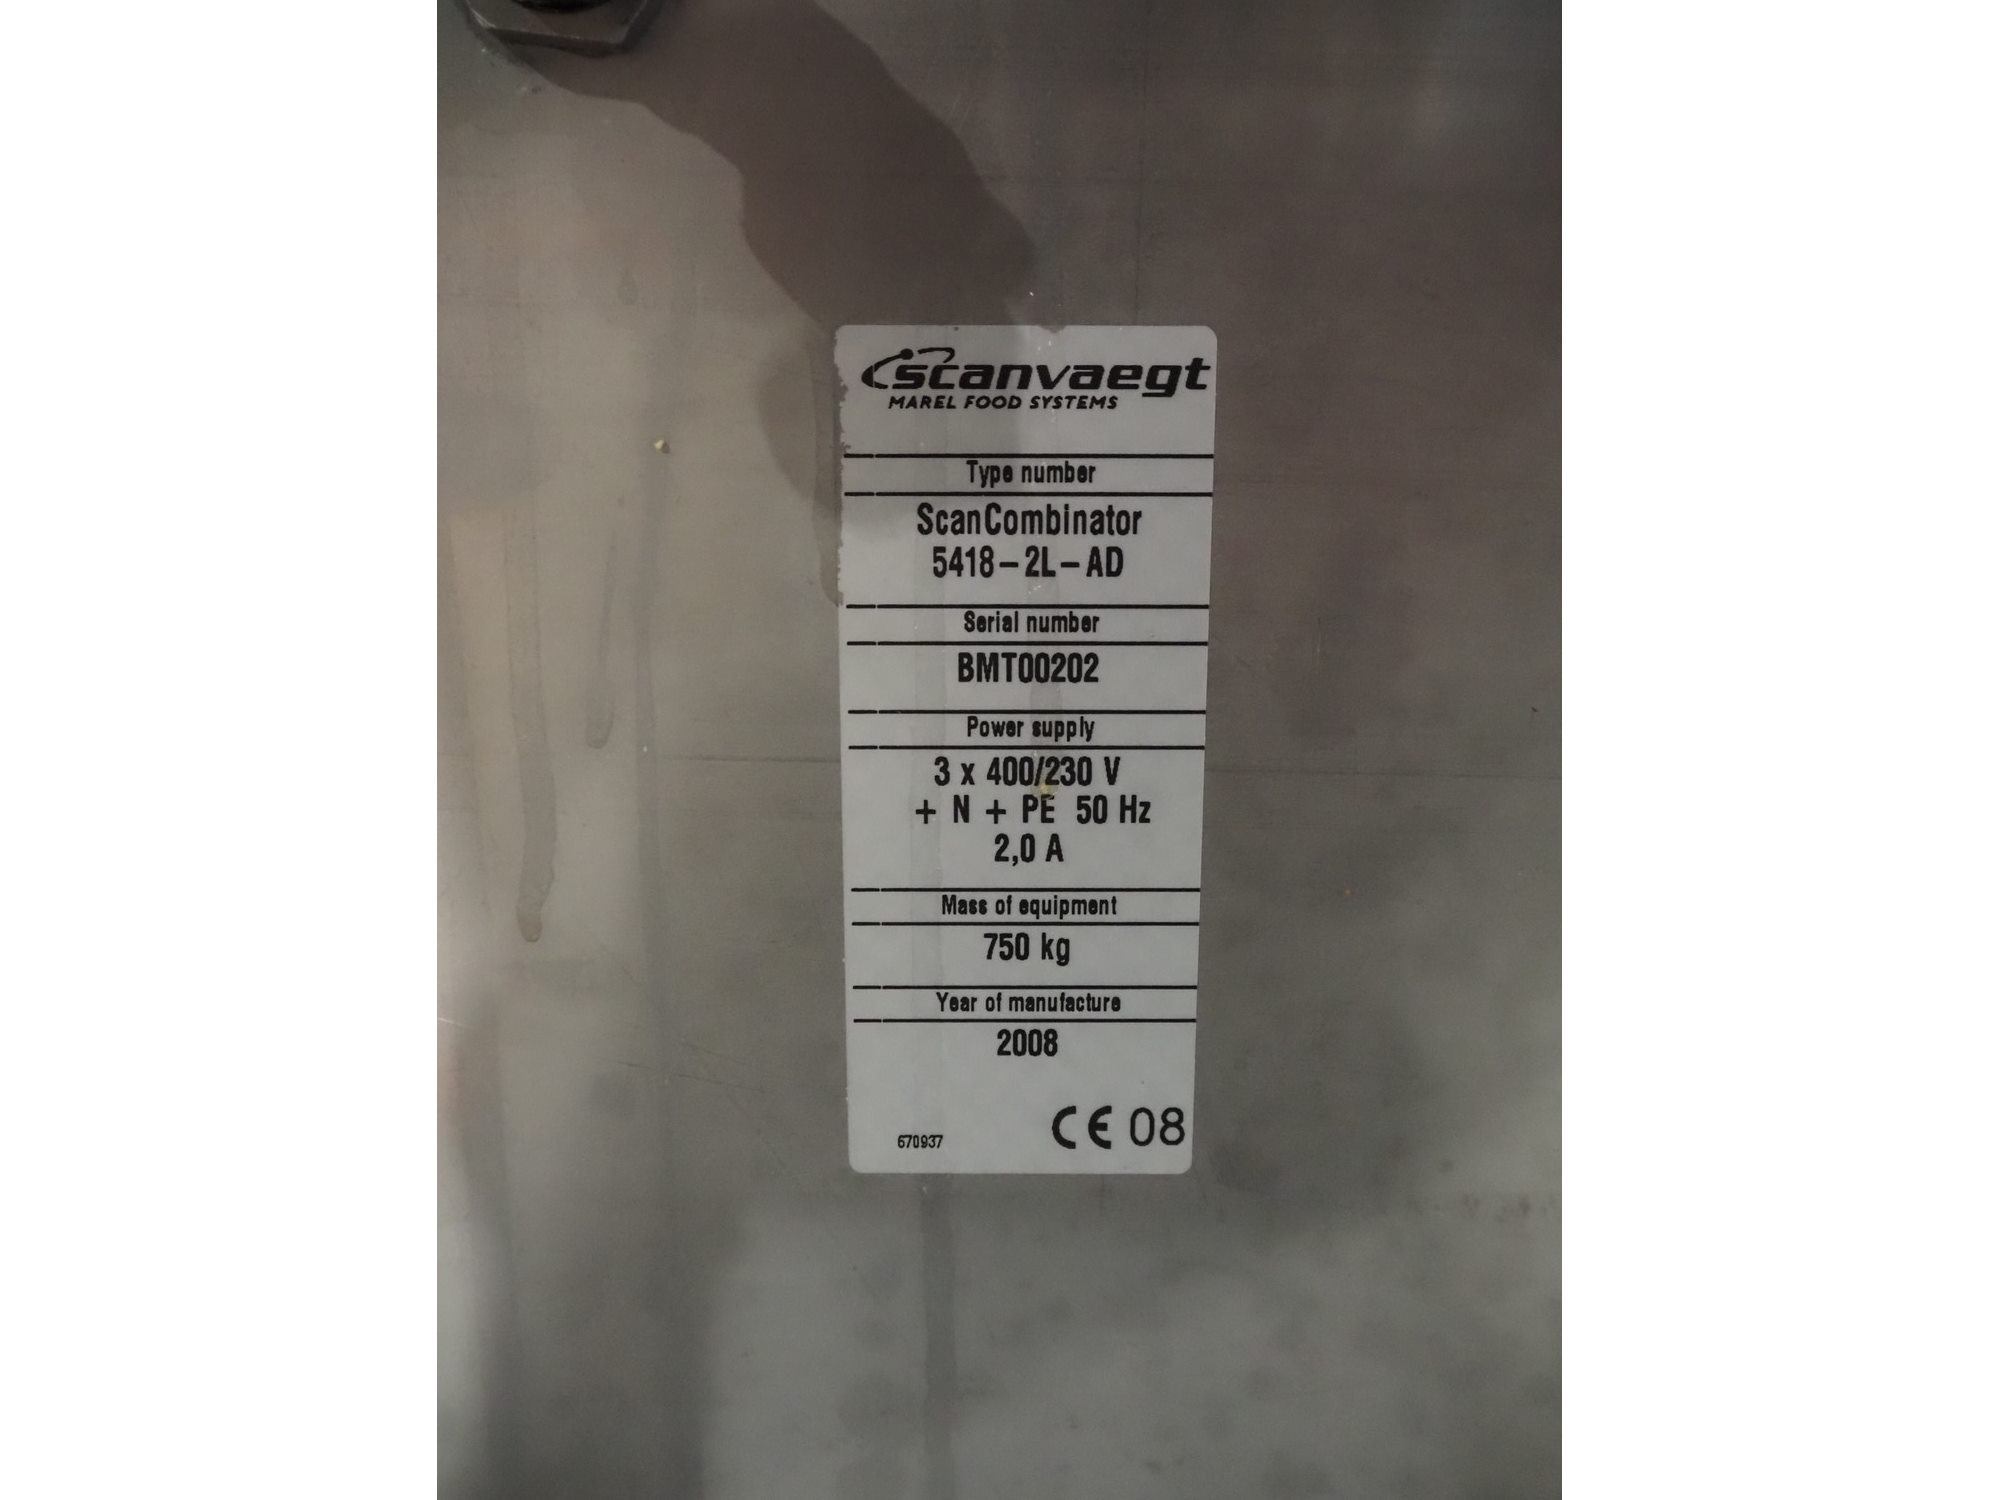 scanvaegt
MAREL FOOD SYSTEMS
Type number
ScanCombinator
5418-2L-AD
Serial number
BMT00202
Power supply
3 x 400/230 V
+ N + PE 50 Hz
2,0 A
Mass of equipment
750 kg
Year of manufacture
2008
CE 08
670937